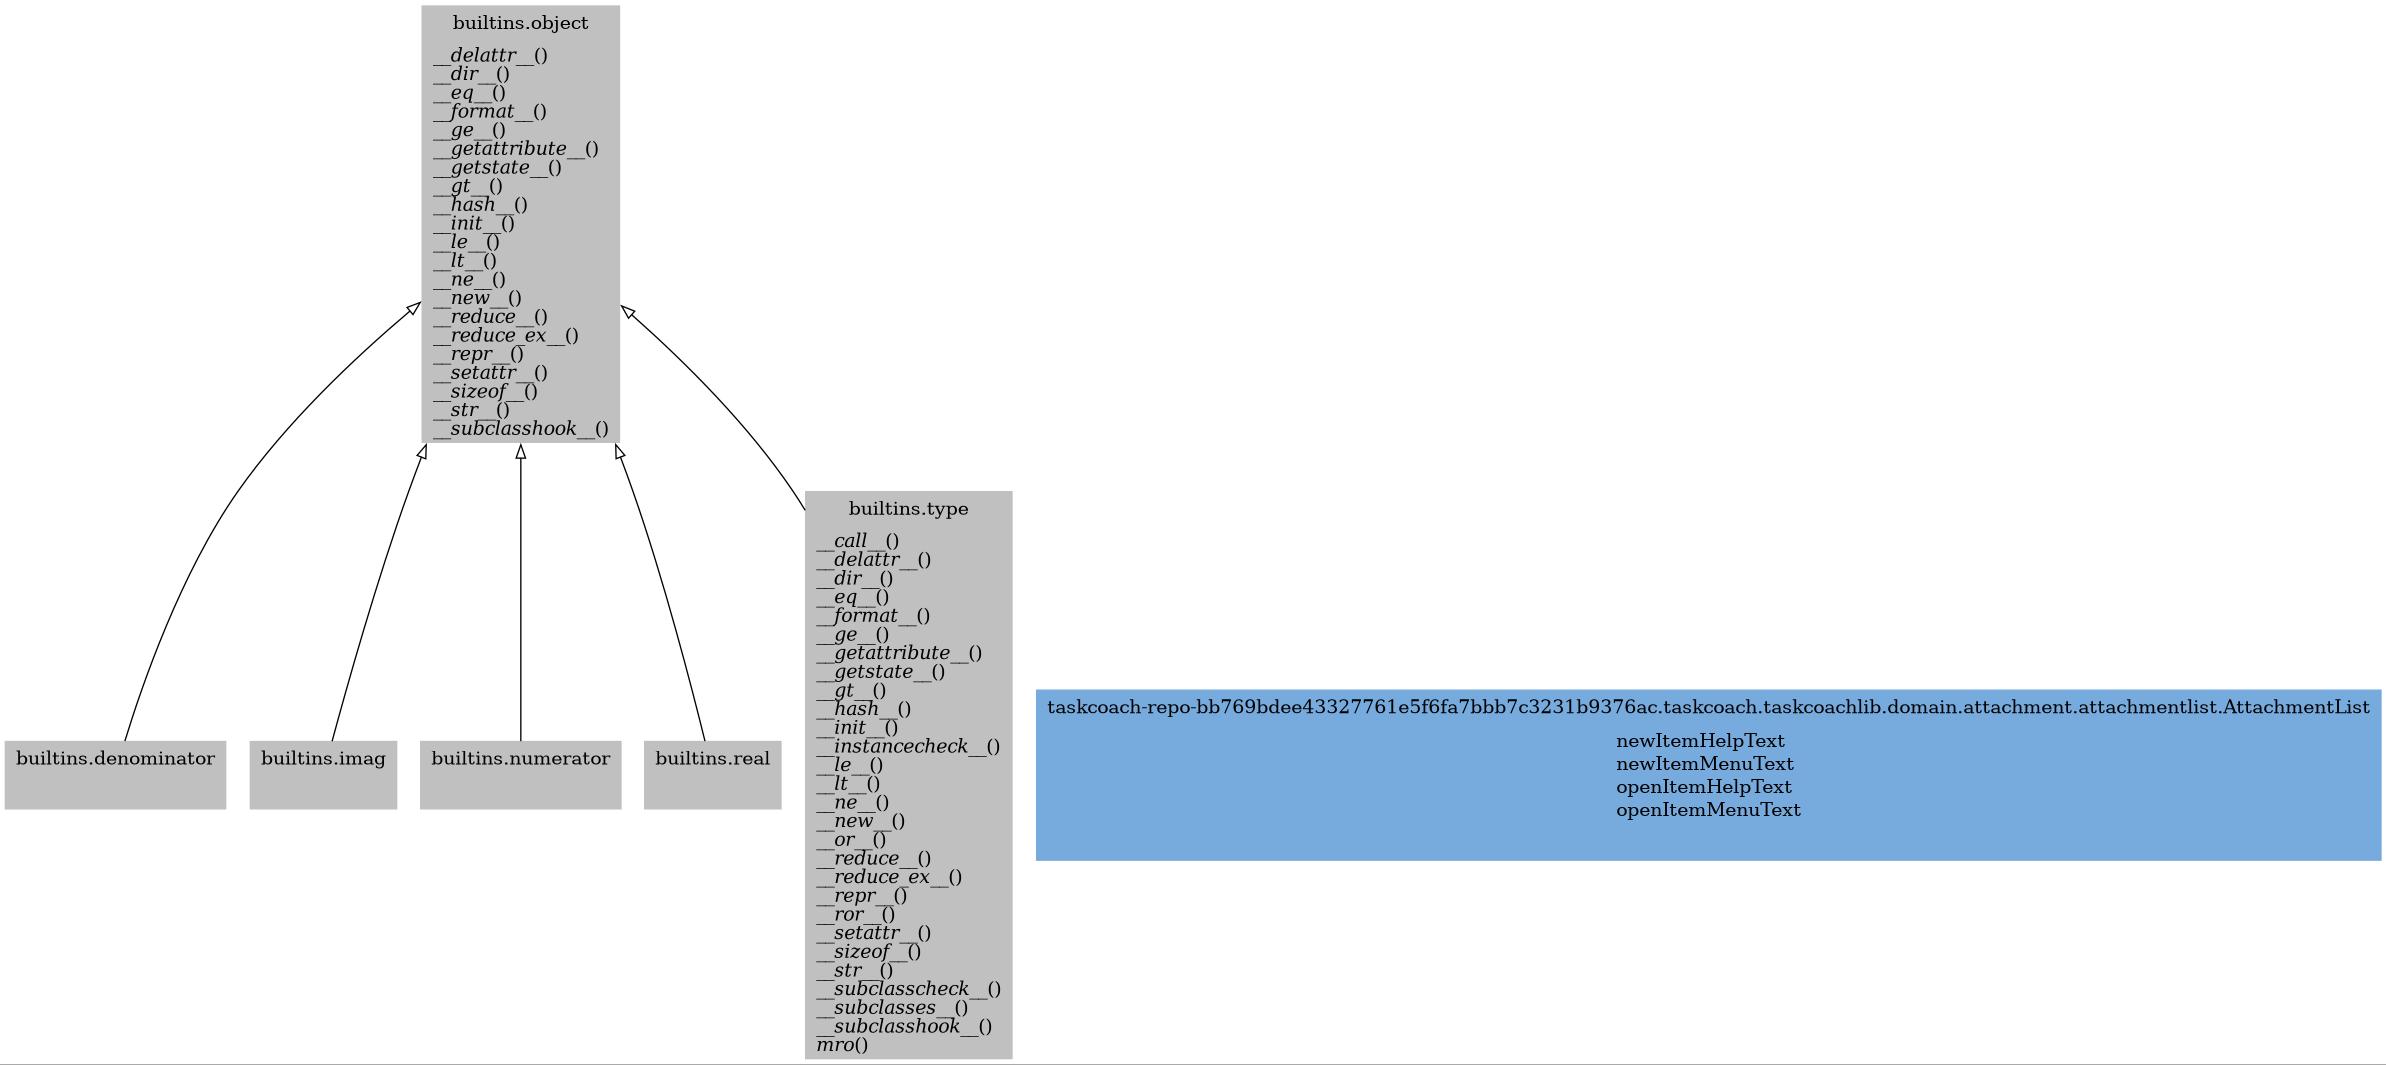 builtins.object
__delattr__()
__dir__()
__eq__()
__format__()
__ge__()
__getattribute__()
__getstate__()
__gt__()
__hash__()
__init__()
__le__()
__lt__()
__ne__()
__new__()
__reduce__()
__reduce_ex__()
__repr__()
__setattr__()
__sizeof__()
__str__()
__subclasshook__()
builtins.denominator
builtins.imag
builtins.numerator
builtins.real
builtins.type
__call__()
__delattr__()
__dir__()
__eq__()
__format__()
__ge__()
__getattribute__()
__getstate__()
__gt__()
__hash__()
__init__()
__instancecheck__()
__le__()
__lt__()
__ne__()
__new__()
__or__()
__reduce__()
__reduce_ex__()
__repr__()
__ror__()
__setattr__()
__sizeof__()
__str__()
__subclasscheck__()
__subclasses__()
__subclasshook__()
mro()
taskcoach-repo-bb769bdee43327761e5f6fa7bbb7c3231b9376ac.taskcoach.taskcoachlib.domain.attachment.attachmentlist.AttachmentList
newItemHelpText
newItemMenuText
openItemHelpText
openItemMenuText